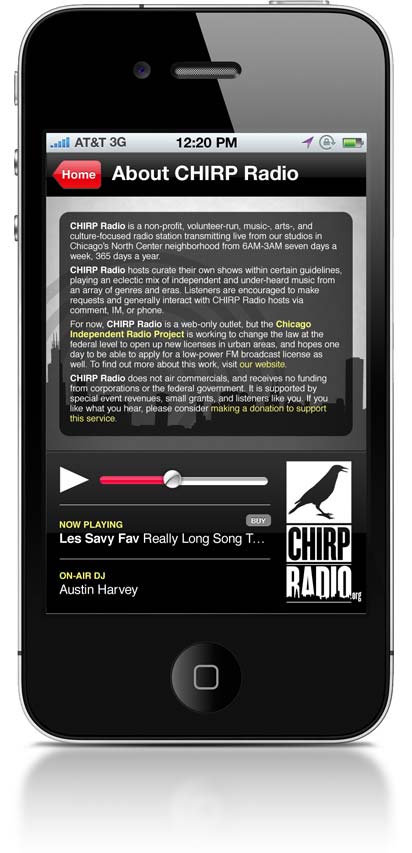 AT&T 3G 12:20 PM
Home About CHIRP Radio
CHIRP Radio is a non-profit, volunteer-run, music-, arts-, and
culture-focused radio station transmitting live from our studios in
Chicago's North Center neighborhood from 6AM-3AM seven days a
week, 365 days a year.
CHIRP Radio hosts curate their own shows within certain guidelines,
playing an eclectic mix of independent and under-heard music from
an array of genres and eras. Listeners are encouraged to make
requests and generally interact with CHIRP Radio hosts via
comment, IM, or phone.
For now, CHIRP Radio is a web-only outlet, but the Chicago
Independent Radio Project is working to change the law at the
federal level to open up new licenses in urban areas, and hopes one
day to be able to apply for a low-power FM broadcast license as
well. To find out more about this work, visit our website.
CHIRP Radio does not air commercials, and receives no funding
from corporations or the federal government. It is supported by
special event revenues, small grants, and listeners like you. If you
like what you hear, please consider making a donation to support
this service.
NOW PLAYING BUY
Les Savy Fav Really Long Song T...
ON-AIR DJ
Austin Harvey
CHIRP
RADIO.org